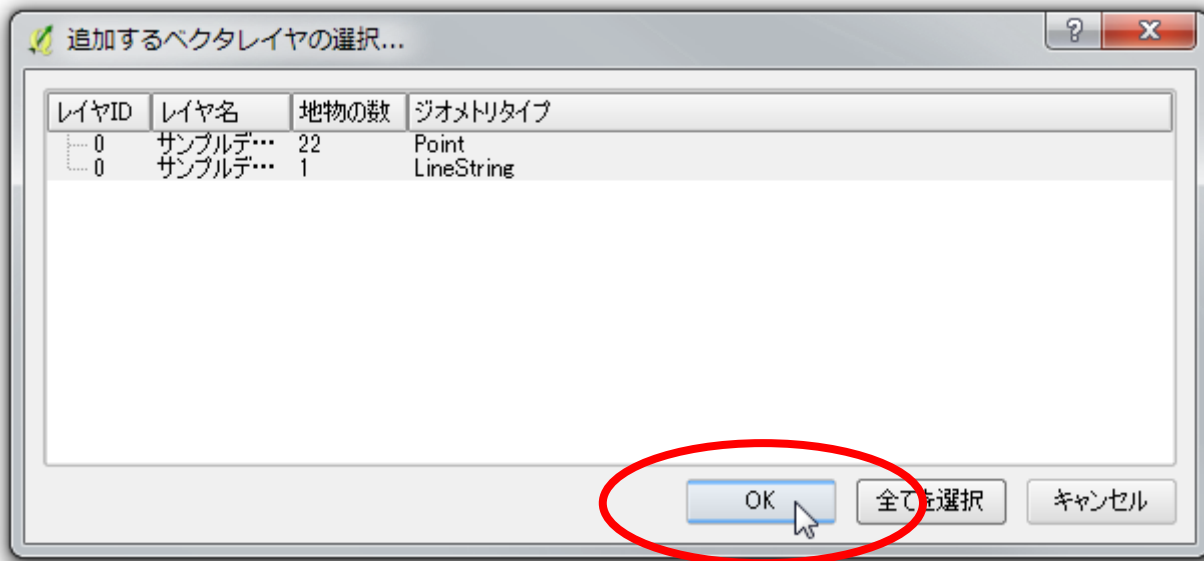 追加するベクタレイヤの選択...
レイヤID レイヤ名 地物の数 ジオメトリタイプ
0 サンプルデ… 22 Point
0 サンプルデ… 1 LineString
OK 全てを選択 キャンセル